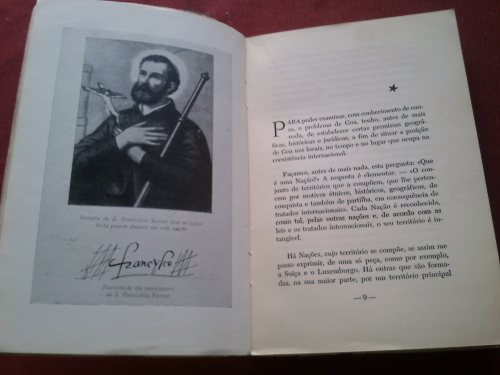 Retrato de S. Francisco Xavier que se julga
feito pouco depois da sua morte
Francisco
Fac-símile da assinatura
de S. Francisco Xavier
PARA poder examinar, com conhecimento de cau-
sa, o problema de Goa, tenho, antes de mais
nada, de estabelecer certas premissas geográ-
ficas, históricas e jurídicas, a fim de situar a posição
de Goa nos locais, no tempo e no lugar que ocupa na
coexistência internacional.
Façamos, antes de mais nada, esta pergunta: «Que
é uma Nação?» A resposta é elementar: — «O con-
junto de territórios que a compõem, que lhe perten-
cem por motivos étnicos, históricos, geográficos, de
conquista e também de partilha, em consequência de
tratados internacionais». Cada Nação é reconhecida,
como tal, pelas outras nações e, de acordo com as
leis e os tratados internacionais, o seu território é in-
tangível.
Há Nações, cujo território se compõe, se assim me
posso exprimir, de uma só peça, como por exemplo,
a Suíça e o Luxemburgo. Há outras que são forma-
das, na sua maior parte, por um território principal
— 9 —